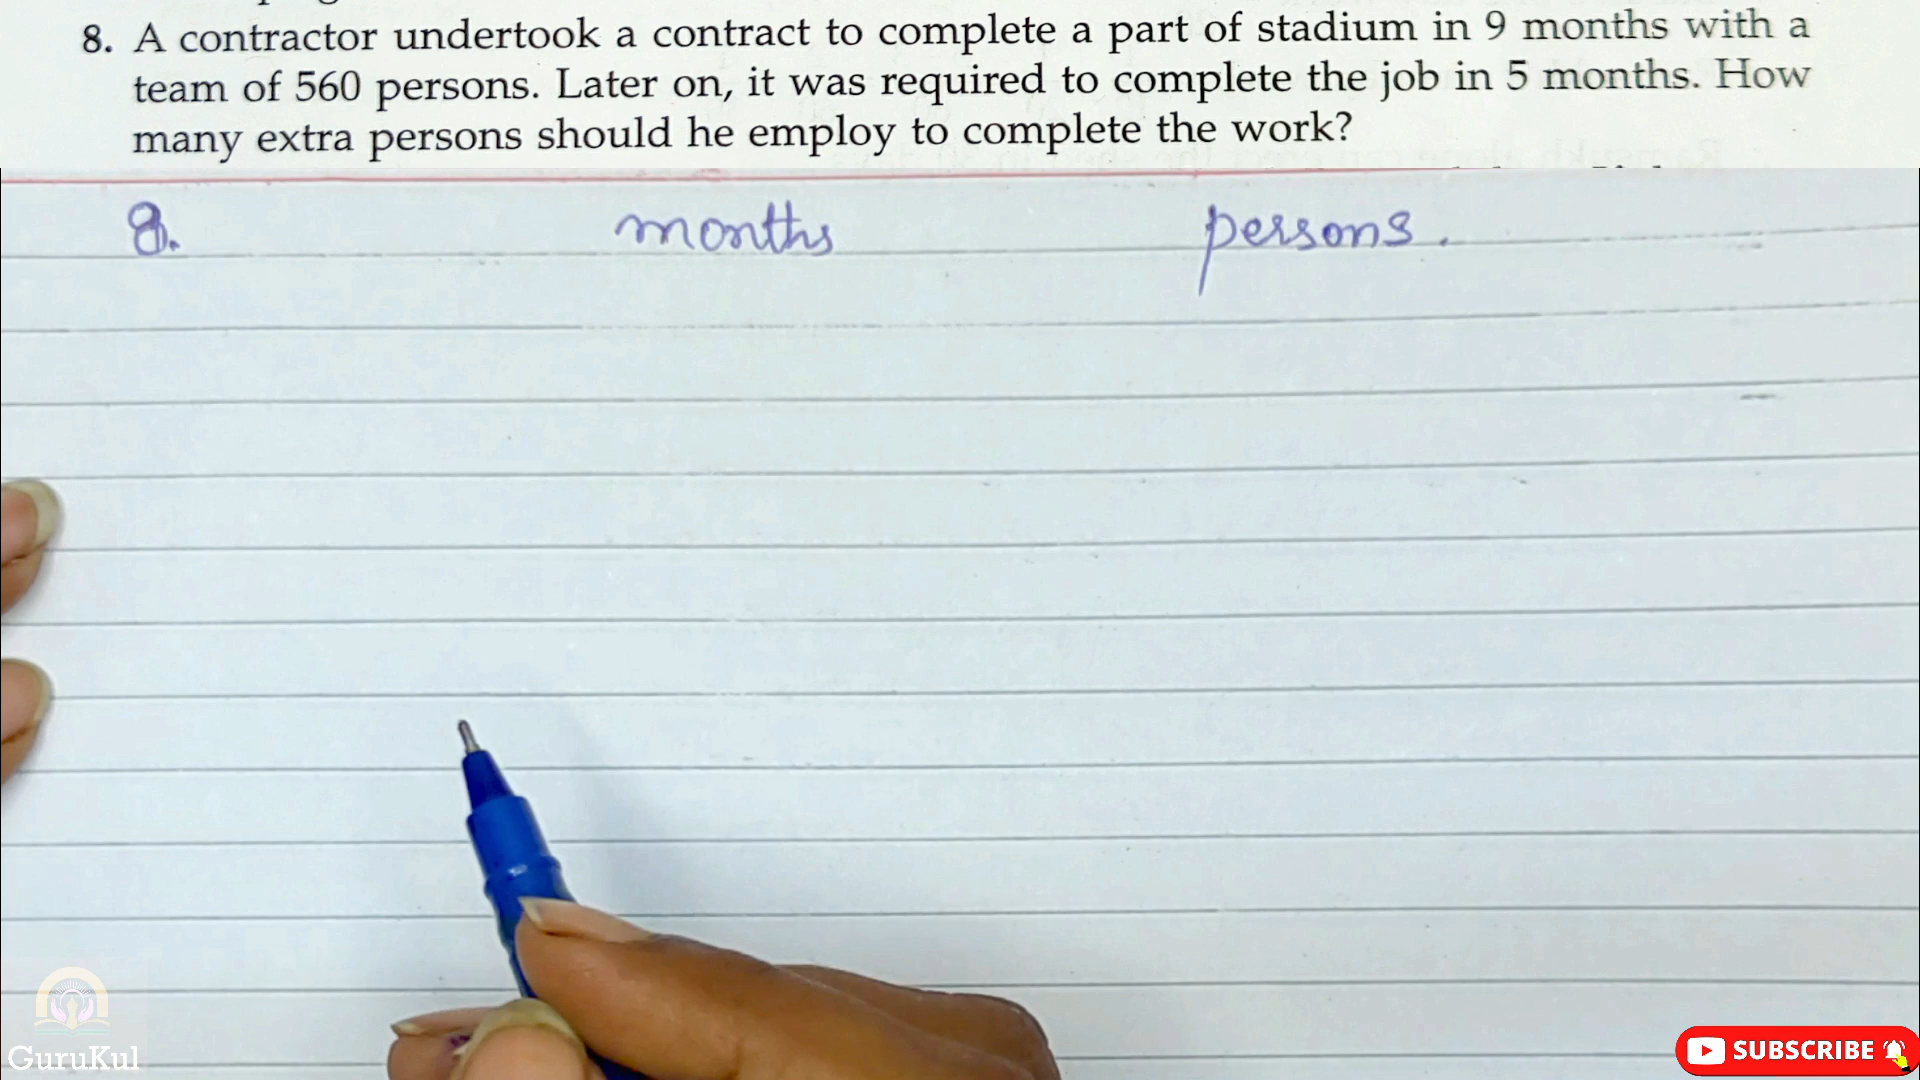 8. A contractor undertook a contract to complete a part of stadium in 9 months with a
team of 560 persons. Later on, it was required to complete the job in 5 months. How
many extra persons should he employ to complete the work?
8. months persons.
GuruKul
SUBSCRIBE